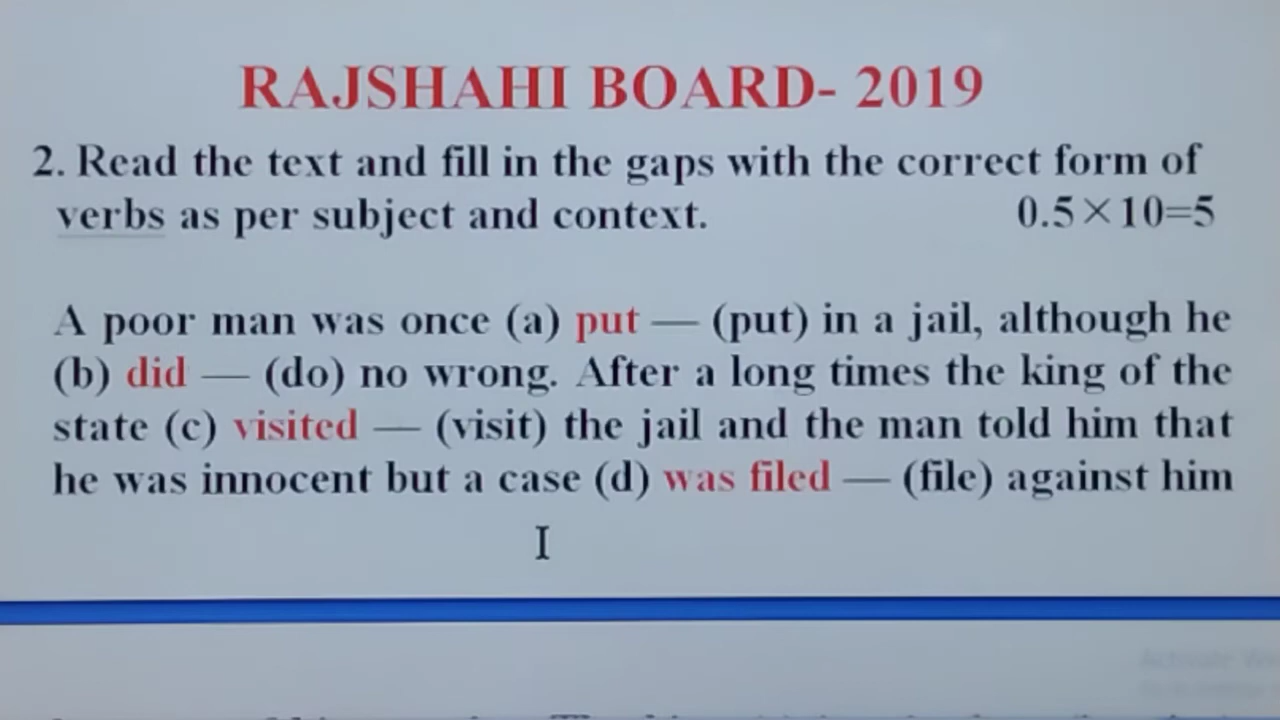 RAJSHAHI BOARD- 2019
2. Read the text and fill in the gaps with the correct form of
verbs as per subject and context. 0.5×10=5
A poor man was once (a) put — (put) in a jail, although he
(b) did — (do) no wrong. After a long times the king of the
state (c) visited — (visit) the jail and the man told him that
he was innocent but a case (d) was filed — (file) against him